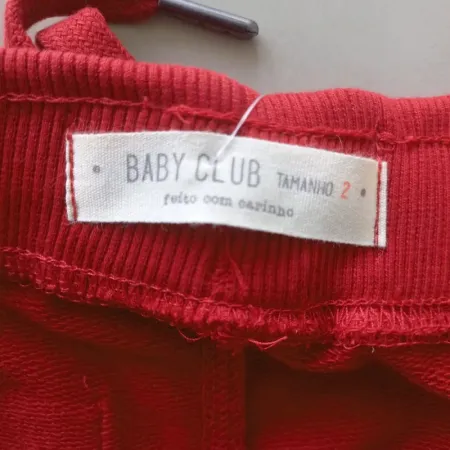 BABY CLUB TAMANHO 2
feito com carinho